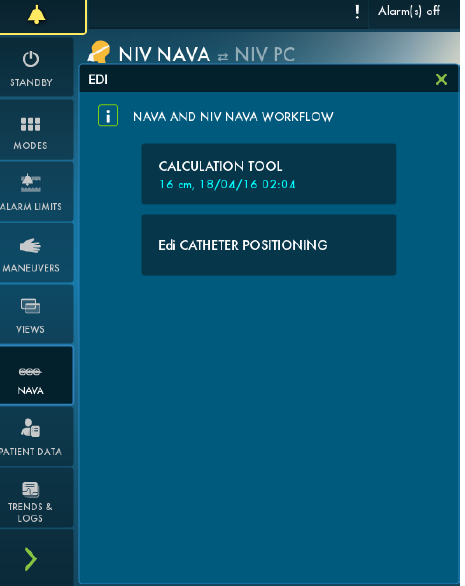 ! Alarm(s) off
STANDBY
MODES
ALARM LIMITS
MANEUVERS
VIEWS
NAVA
PATIENT DATA
TRENDS &
LOGS
NIV NAVA ⇄ NIV PC
EDI
i NAVA AND NIV NAVA WORKFLOW
CALCULATION TOOL
16 cm, 18/04/16 02:04
Edi CATHETER POSITIONING